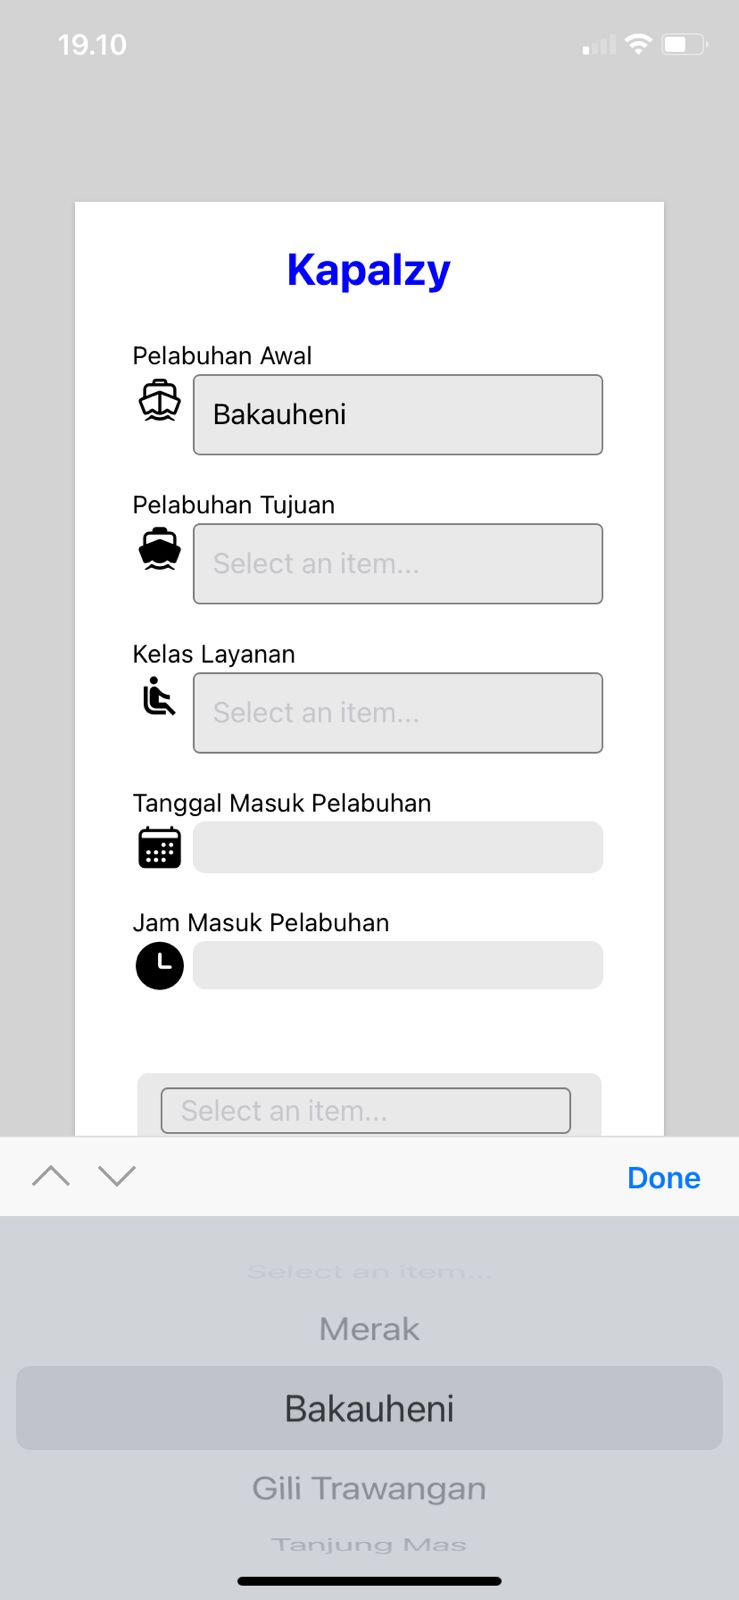 19.10
Kapalzy
Pelabuhan Awal
Bakauheni
Pelabuhan Tujuan
Select an item...
Kelas Layanan
Select an item...
Tanggal Masuk Pelabuhan
Jam Masuk Pelabuhan
Select an item...
Done
Select an item...
Merak
Bakauheni
Gili Trawangan
Tanjung Mas